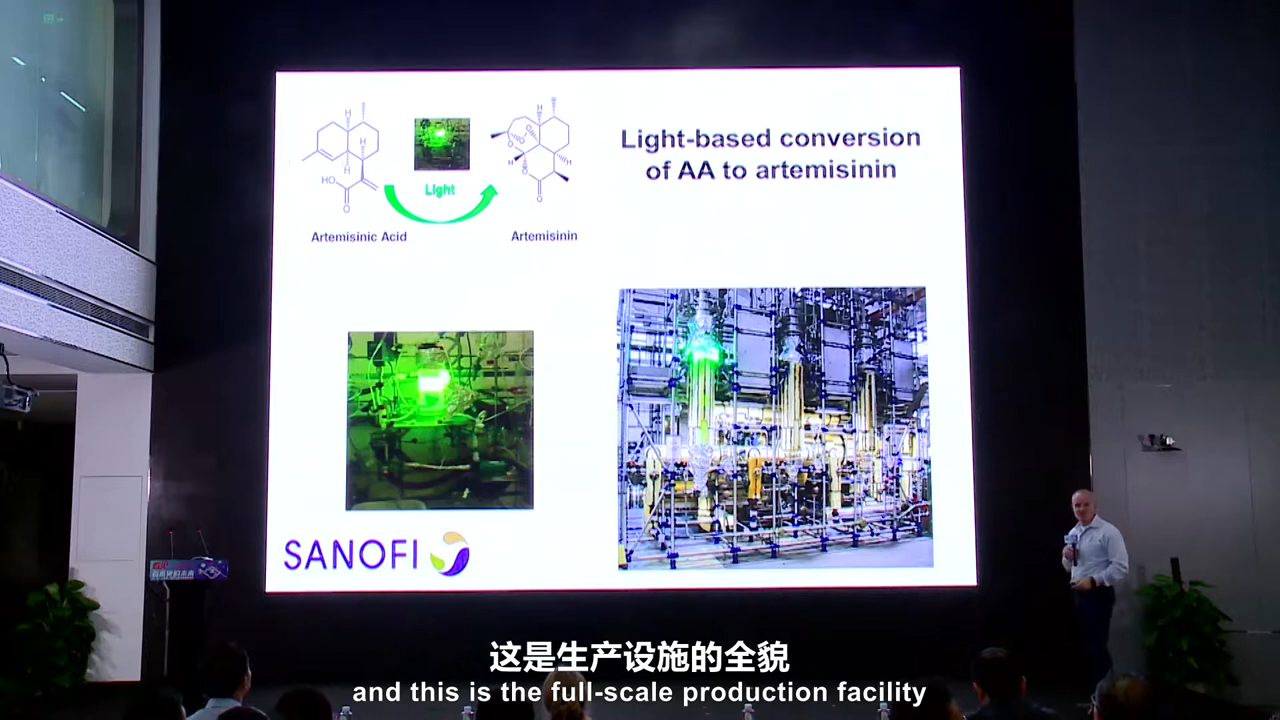 Light-based conversion
of AA to artemisinin
Light
Artemisinic Acid
Artemisinin
SANOFI
这是生产设施的全貌
and this is the full-scale production facility